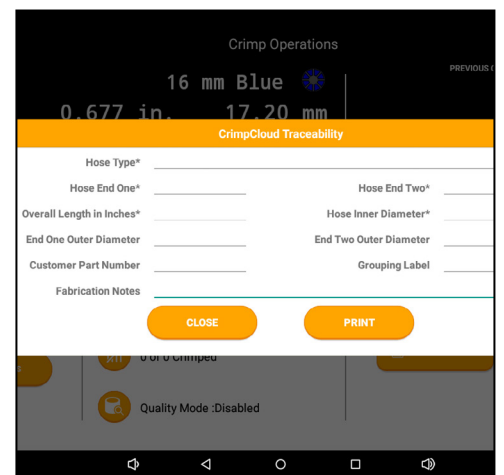 Crimp Operations
PREVIOUS
16 mm Blue
0.677 in. 17.20 mm
CrimpCloud Traceability
Hose Type*
Hose End One* Hose End Two*
Overall Length in Inches* Hose Inner Diameter*
End One Outer Diameter End Two Outer Diameter
Customer Part Number Grouping Label
Fabrication Notes
CLOSE PRINT
0 of 0 Crimped
Quality Mode :Disabled